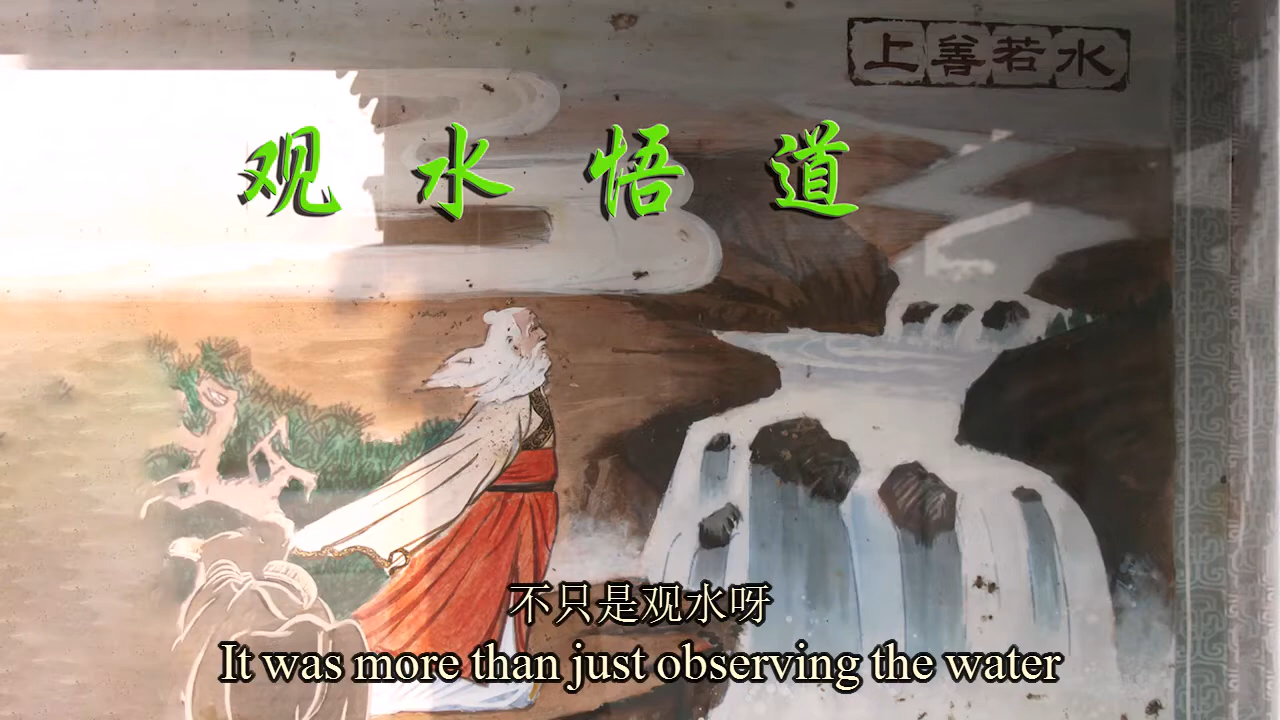 上善若水
观水悟道
不只是观水呀
It was more than just observing the water